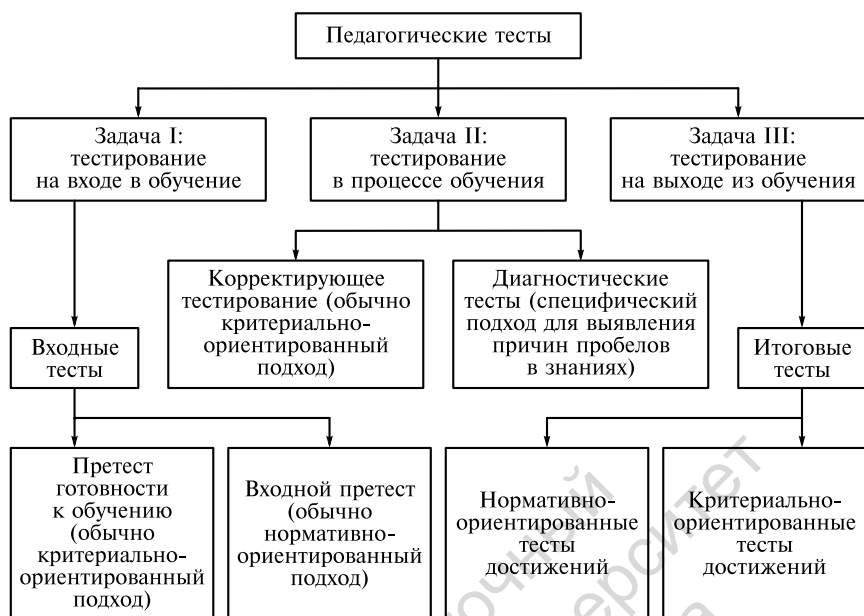 Педагогические тесты
Задача I:
тестирование
на входе в обучение
Задача II:
тестирование
в процессе обучения
Задача III:
тестирование
на выходе из обучения
Корректирующее
тестирование (обычно
критериально-
ориентированный
подход)
Диагностические
тесты (специфический
подход для выявления
причин пробелов
в знаниях)
Входные
тесты
Итоговые
тесты
Претест
готовности
к обучению
(обычно
критериально-
ориентированный
подход)
Входной претест
(обычно
нормативно-
ориентированный
подход)
Нормативно-
ориентированные
тесты
достижений
Критериально-
ориентированные
тесты
достижений